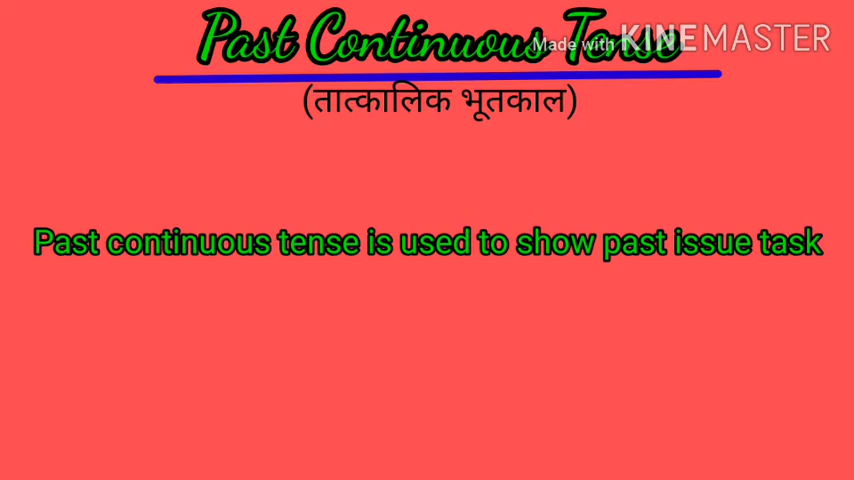 Past Continuous Tense
Made with KINEMASTER
(तात्कालिक भूतकाल)
Past continuous tense is used to show past issue task